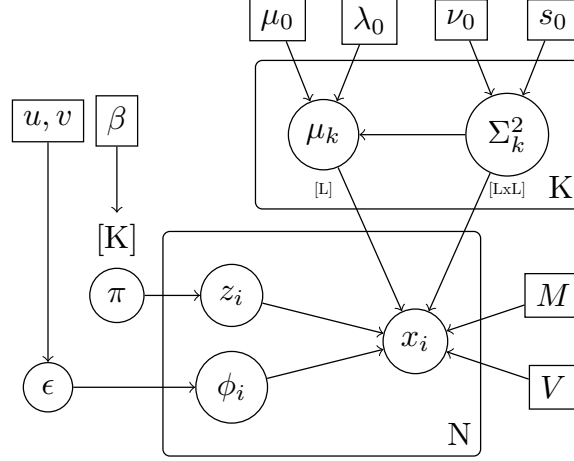 μ₀ λ₀ ν₀ s₀
u, v β μₖ Σ²ₖ
[L] [LxL] K
[K]
π zᵢ M
xᵢ
ϵ ϕᵢ V
N